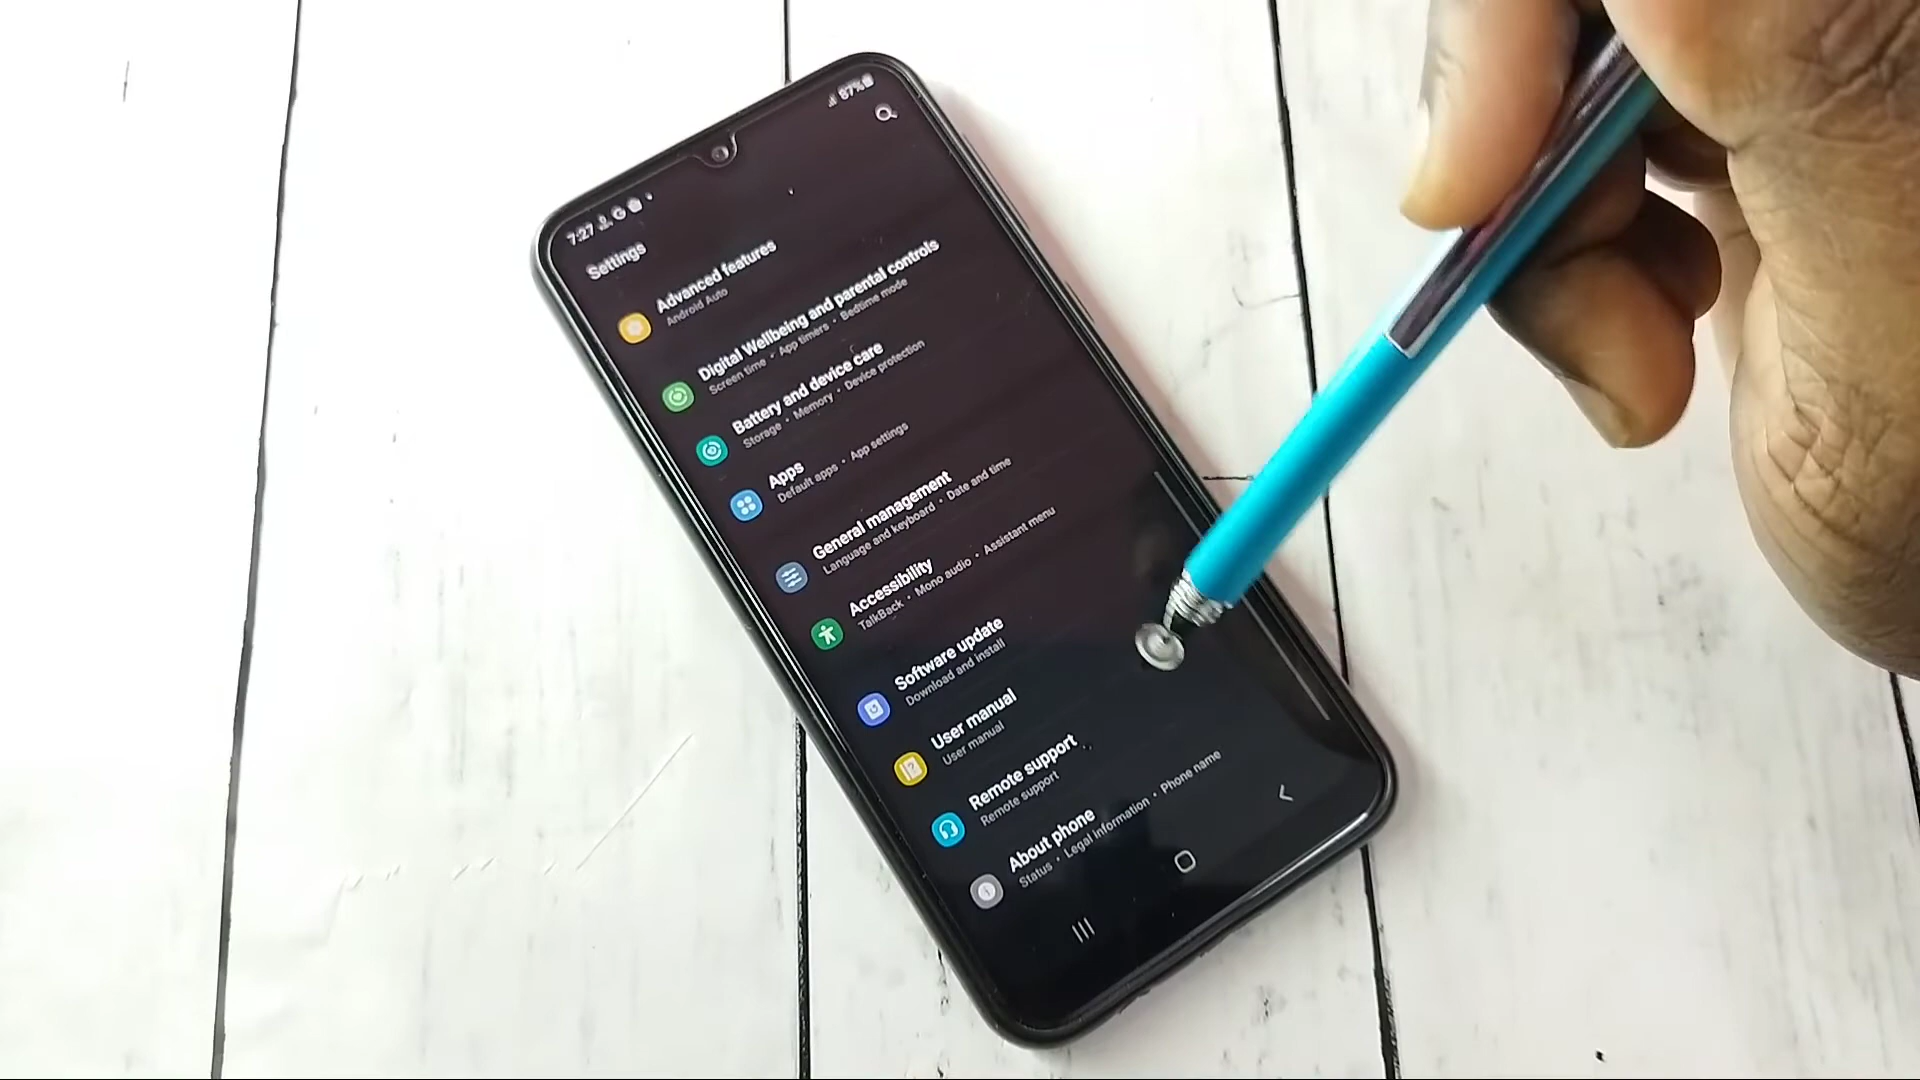 7:27
87%
Settings
Advanced features
Android Auto
Digital Wellbeing and parental controls
Screen time • App timers • Bedtime mode
Battery and device care
Storage • Memory • Device protection
Apps
Default apps • App settings
General management
Language and keyboard • Date and time
Accessibility
TalkBack • Mono audio • Assistant menu
Software update
Download and install
User manual
User manual
Remote support
Remote support
About phone
Status • Legal information • Phone name